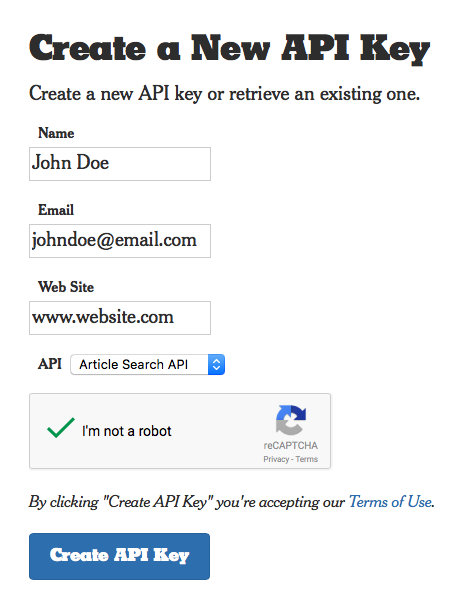 Create a New API Key
Create a new API key or retrieve an existing one.
Name
John Doe
Email
johndoe@email.com
Web Site
www.website.com
API Article Search API
I'm not a robot
reCAPTCHA
Privacy - Terms
By clicking "Create API Key" you're accepting our Terms of Use.
Create API Key